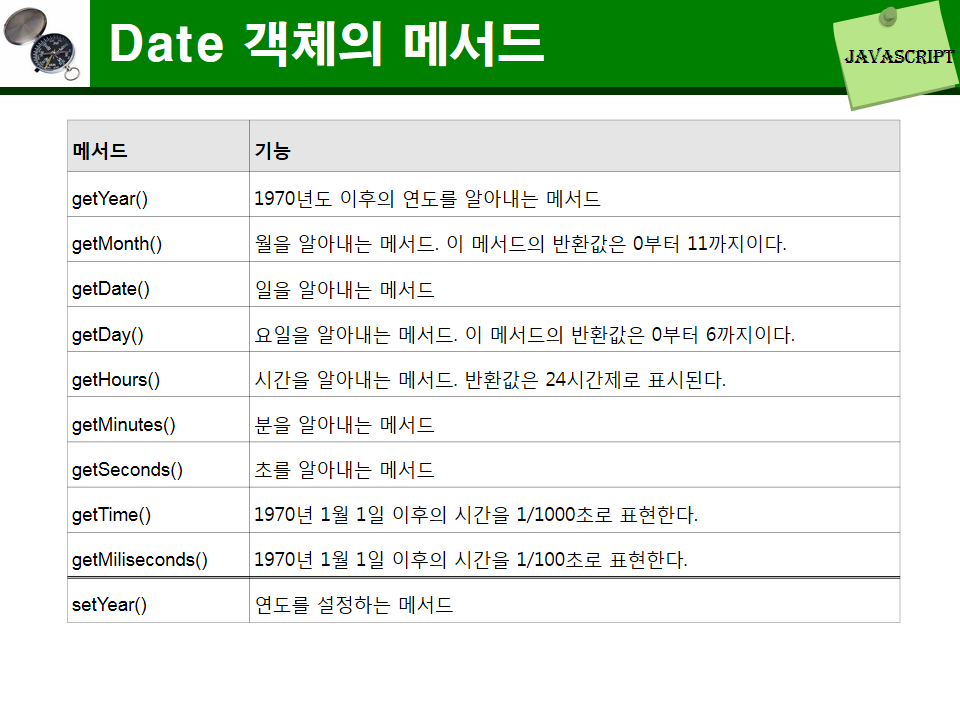 Date 객체의 메서드
JAVASCRIPT
메서드 기능
getYear() 1970년도 이후의 연도를 알아내는 메서드
getMonth() 월을 알아내는 메서드. 이 메서드의 반환값은 0부터 11까지이다.
getDate() 일을 알아내는 메서드
getDay() 요일을 알아내는 메서드. 이 메서드의 반환값은 0부터 6까지이다.
getHours() 시간을 알아내는 메서드. 반환값은 24시간제로 표시된다.
getMinutes() 분을 알아내는 메서드
getSeconds() 초를 알아내는 메서드
getTime() 1970년 1월 1일 이후의 시간을 1/1000초로 표현한다.
getMiliseconds() 1970년 1월 1일 이후의 시간을 1/100초로 표현한다.
setYear() 연도를 설정하는 메서드